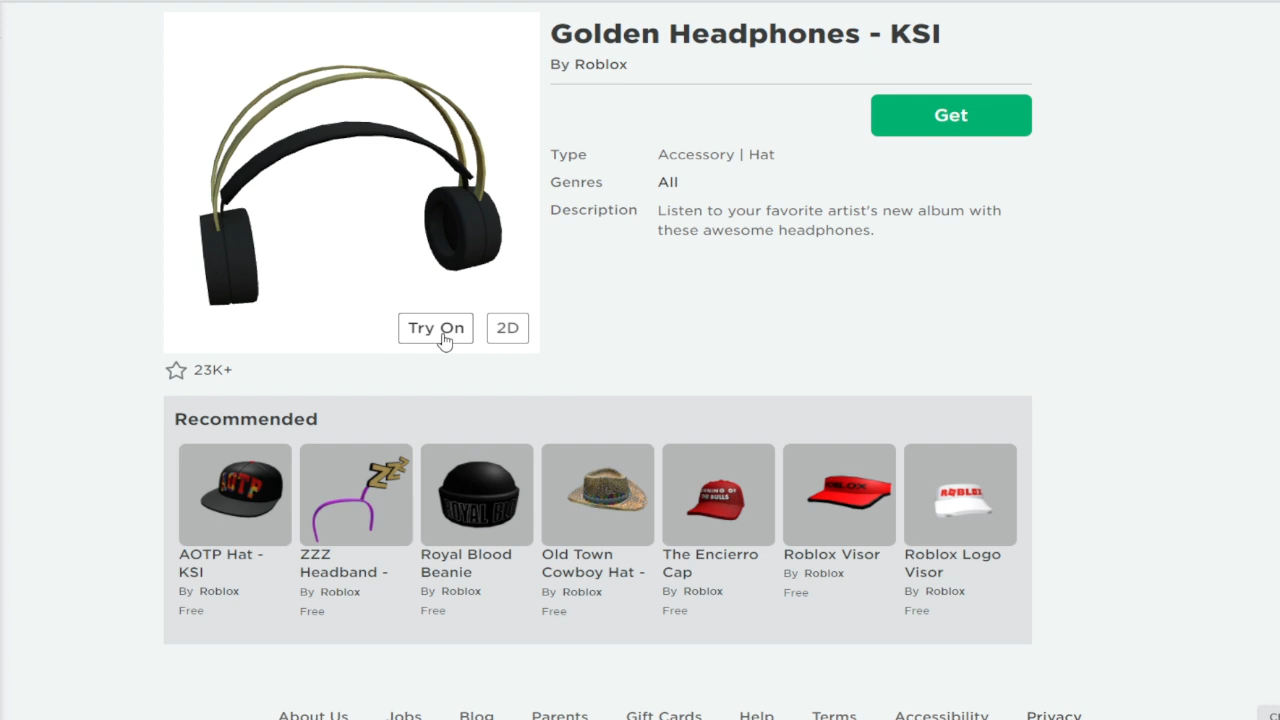 Golden Headphones - KSI
By Roblox
Get
Type Accessory | Hat
Genres All
Description Listen to your favorite artist's new album with
these awesome headphones.
Try On 2D
23K+
Recommended
AOTP
ZZZ
ROYAL
ROBLOX
AOTP Hat -
KSI
By Roblox
Free
ZZZ
Headband -
By Roblox
Free
Royal Blood
Beanie
By Roblox
Free
Old Town
Cowboy Hat -
By Roblox
Free
The Encierro
Cap
By Roblox
Free
Roblox Visor
By Roblox
Free
Roblox Logo
Visor
By Roblox
Free
About Us Jobs Blog Parents Gift Cards Help Terms Accessibility Privacy